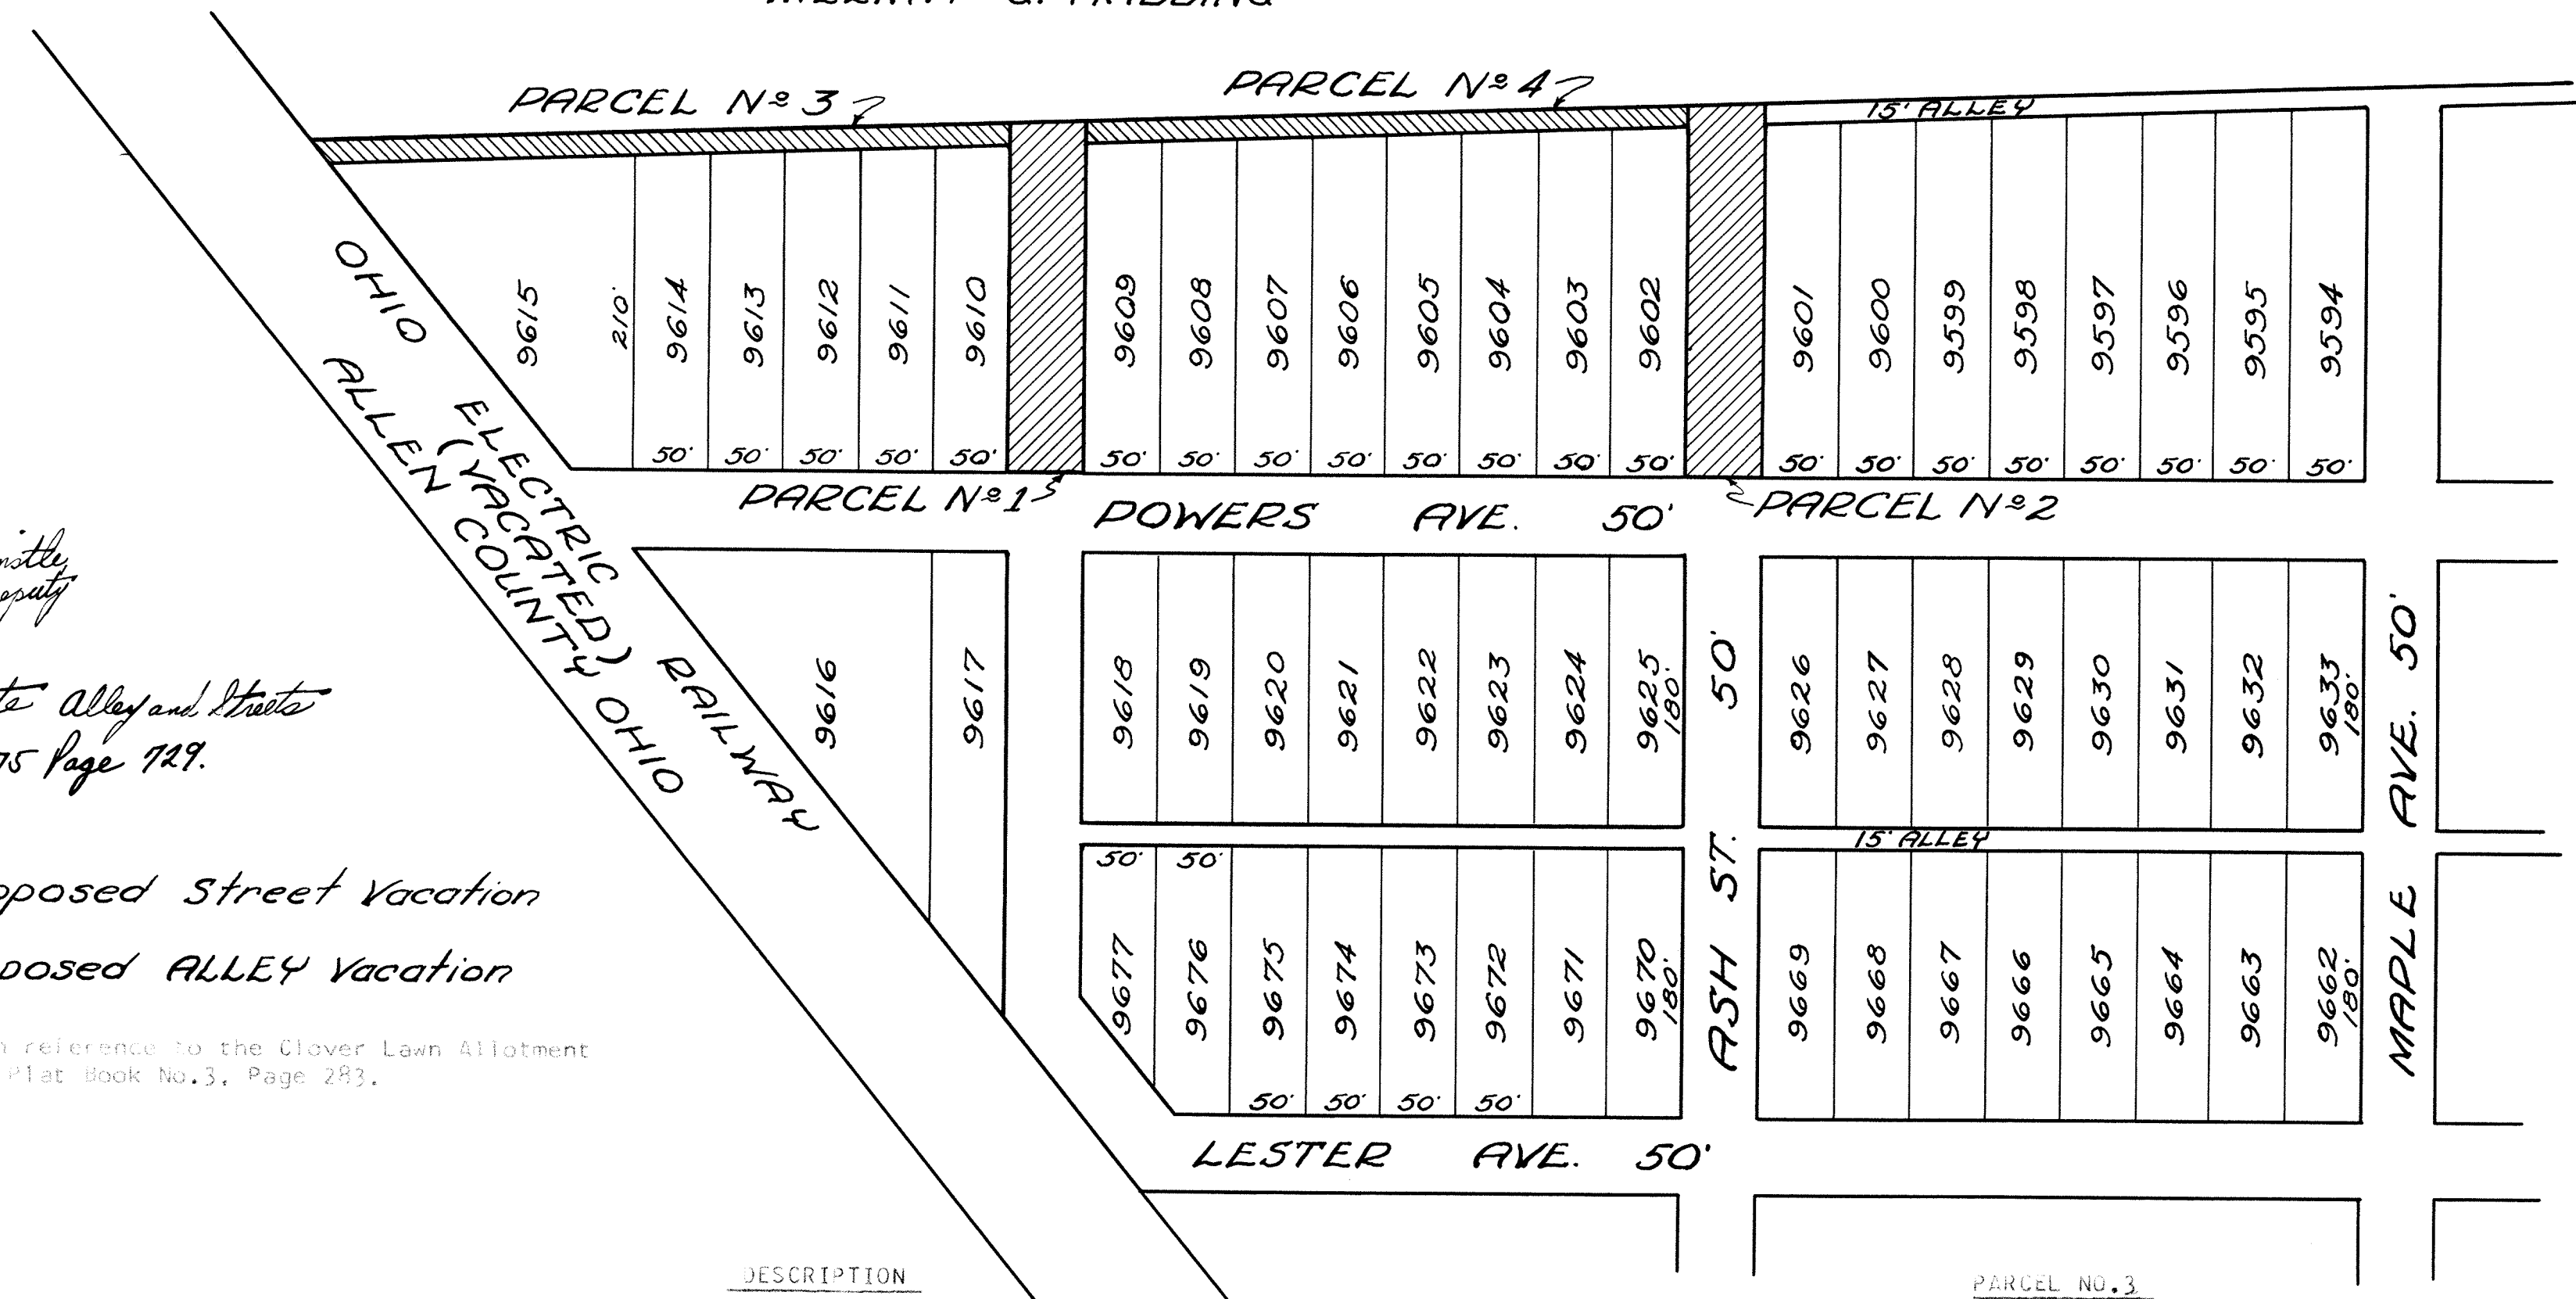 PARCEL Nº 3
PARCEL Nº 4
15' ALLEY
9615
210'
9614
9613
9612
9611
9610
9609
9608
9607
9606
9605
9604
9603
9602
9601
9600
9599
9598
9597
9596
9595
9594
50' 50' 50' 50' 50' 50' 50' 50' 50' 50' 50' 50' 50' 50' 50' 50' 50' 50' 50' 50' 50'
PARCEL Nº 1
POWERS AVE. 50'
PARCEL Nº 2
OHIO ELECTRIC RAILWAY
(VACATED)
ALLEN COUNTY OHIO
9616
9617
9618
9619
9620
9621
9622
9623
9624
9625
180'
9626
9627
9628
9629
9630
9631
9632
9633
180'
15' ALLEY
50' 50'
9677
9676
9675
9674
9673
9672
9671
9670
180'
9669
9668
9667
9666
9665
9664
9663
9662
180'
50' 50' 50' 50'
ASH ST. 50'
MAPLE AVE. 50'
LESTER AVE. 50'
Alley and Streets
75 Page 729.
posed Street Vacation
posed ALLEY Vacation
reference to the Clover Lawn Allotment
Plat Book No.3, Page 283.
DESCRIPTION
PARCEL NO.3